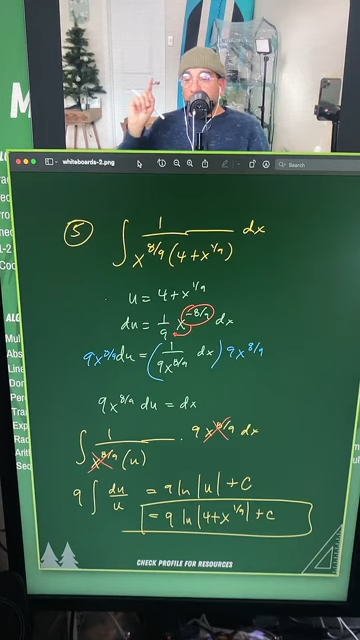 whiteboards-2.png
Search
M
5 ∫ 1/(x^(8/9)(4+x^(1/9))) dx
u = 4+x^(1/9)
du = 1/9 x^(-8/9) dx
9x^(8/9) du = (1/(9x^(8/9)) dx) 9x^(8/9)
9x^(8/9) du = dx
∫ 1/(x^(8/9)(u)) · 9x^(8/9) dx
9 ∫ du/u = 9 ln|u| + c
= 9 ln|4+x^(1/9)| + c
CHECK PROFILE FOR RESOURCES